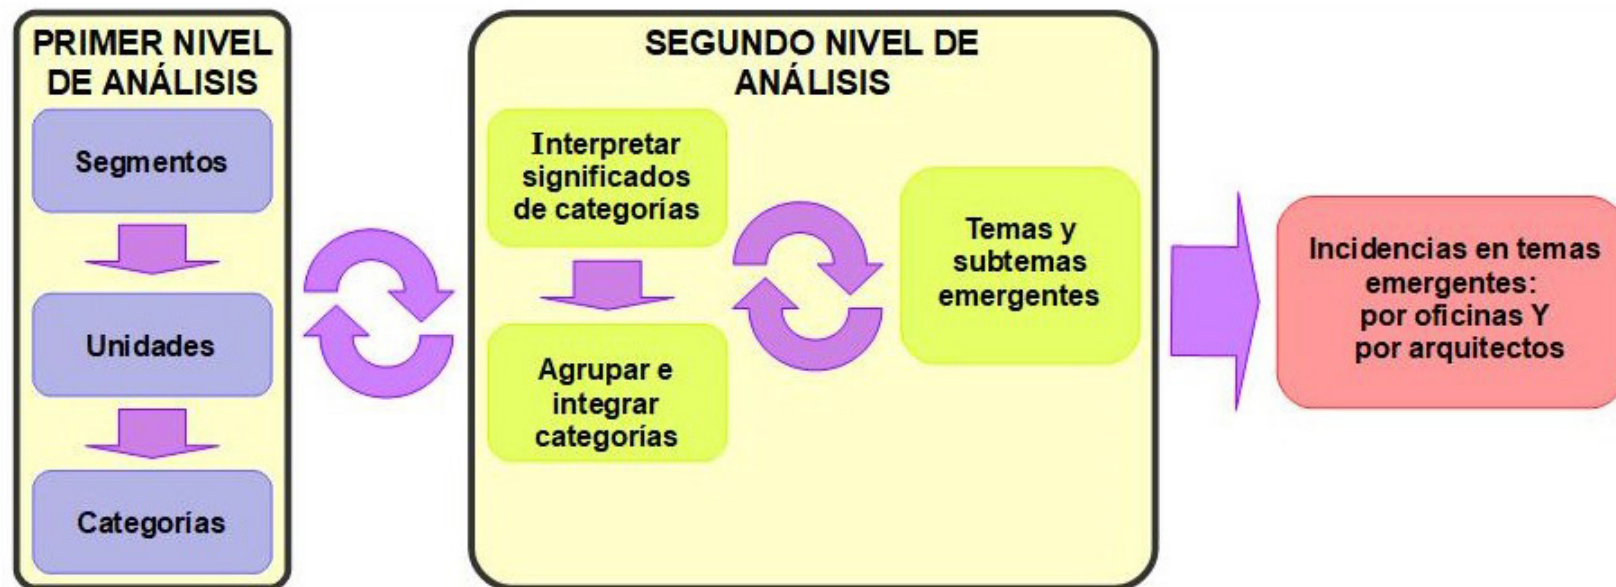 PRIMER NIVEL
DE ANÁLISIS
Segmentos
Unidades
Categorías
SEGUNDO NIVEL DE
ANÁLISIS
Interpretar
significados
de categorías
Agrupar e
integrar
categorías
Temas y
subtemas
emergentes
Incidencias en temas
emergentes:
por oficinas Y
por arquitectos